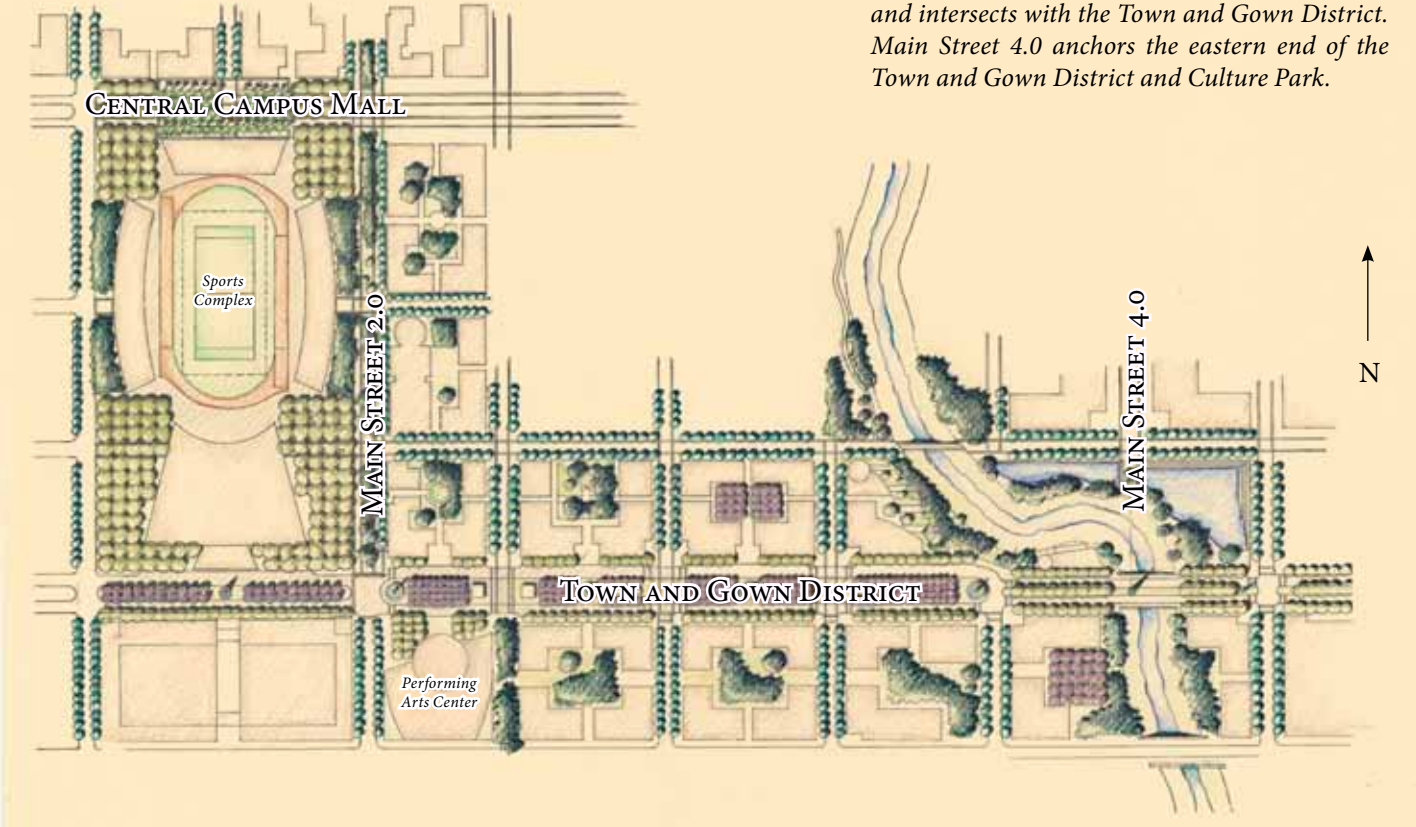 and intersects with the Town and Gown District.
Main Street 4.0 anchors the eastern end of the
Town and Gown District and Culture Park.
Central Campus Mall
Sports
Complex
Main Street 2.0
Main Street 4.0
N
Town and Gown District
Performing
Arts Center